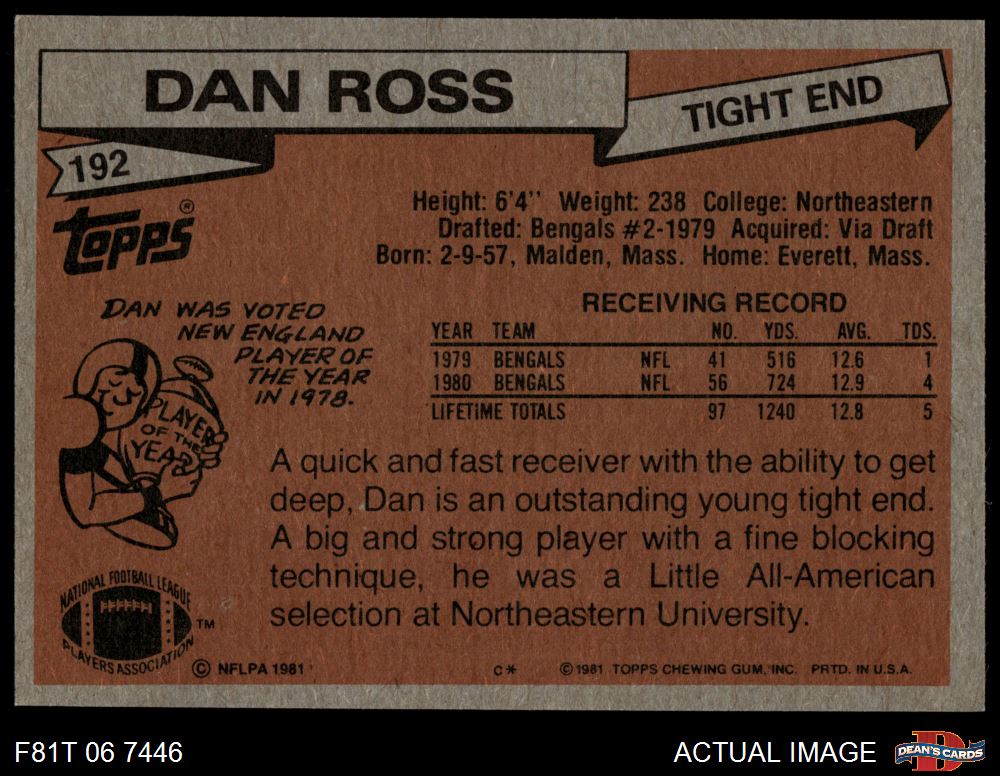 DAN ROSS
TIGHT END
192
TOPPS®
Height: 6'4'' Weight: 238 College: Northeastern
Drafted: Bengals #2-1979 Acquired: Via Draft
Born: 2-9-57, Malden, Mass. Home: Everett, Mass.
DAN WAS VOTED
NEW ENGLAND
PLAYER OF
THE YEAR
IN 1978.
PLAYER
OF THE
YEAR
RECEIVING RECORD
YEAR TEAM NO. YDS. AVG. TDS.
1979 BENGALS NFL 41 516 12.6 1
1980 BENGALS NFL 56 724 12.9 4
LIFETIME TOTALS 97 1240 12.8 5
A quick and fast receiver with the ability to get
deep, Dan is an outstanding young tight end.
A big and strong player with a fine blocking
technique, he was a Little All-American
selection at Northeastern University.
NATIONAL FOOTBALL LEAGUE
PLAYERS ASSOCIATION
TM
© NFLPA 1981 C* © 1981 TOPPS CHEWING GUM, INC. PRTD. IN U.S.A.
F81T 06 7446 ACTUAL IMAGE DEAN'S CARDS